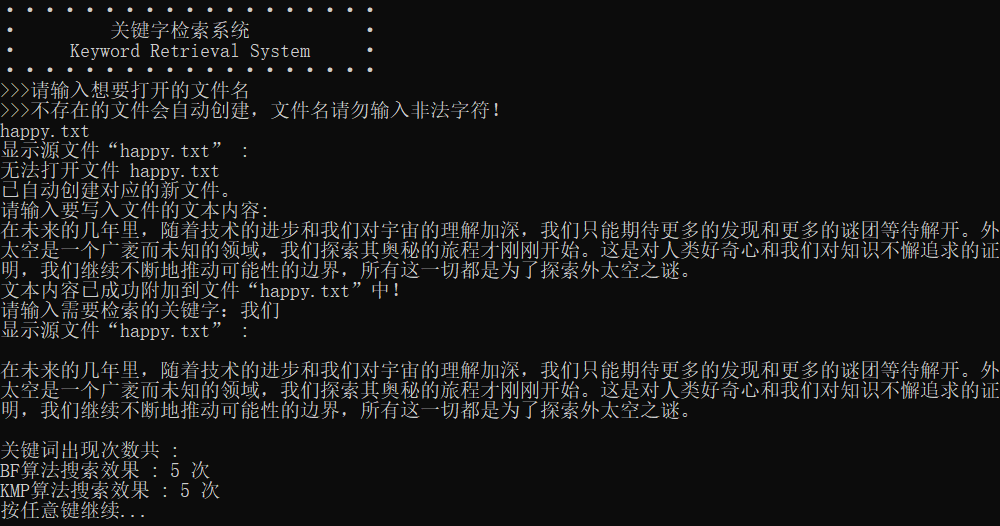 · · · · · · · · · · · · · · · · · · ·
· 关键字检索系统 ·
· Keyword Retrieval System ·
· · · · · · · · · · · · · · · · · · ·
>>>请输入想要打开的文件名
>>>不存在的文件会自动创建，文件名请勿输入非法字符！
happy.txt
显示源文件“happy.txt” :
无法打开文件 happy.txt
已自动创建对应的新文件。
请输入要写入文件的文本内容:
在未来的几年里，随着技术的进步和我们对宇宙的理解加深，我们只能期待更多的发现和更多的谜团等待解开。外
太空是一个广袤而未知的领域，我们探索其奥秘的旅程才刚刚开始。这是对人类好奇心和我们对知识不懈追求的证
明，我们继续不断地推动可能性的边界，所有这一切都是为了探索外太空之谜。
文本内容已成功附加到文件“happy.txt”中！
请输入需要检索的关键字：我们
显示源文件“happy.txt” :
在未来的几年里，随着技术的进步和我们对宇宙的理解加深，我们只能期待更多的发现和更多的谜团等待解开。外
太空是一个广袤而未知的领域，我们探索其奥秘的旅程才刚刚开始。这是对人类好奇心和我们对知识不懈追求的证
明，我们继续不断地推动可能性的边界，所有这一切都是为了探索外太空之谜。
关键词出现次数共 :
BF算法搜索效果 : 5 次
KMP算法搜索效果 : 5 次
按任意键继续...